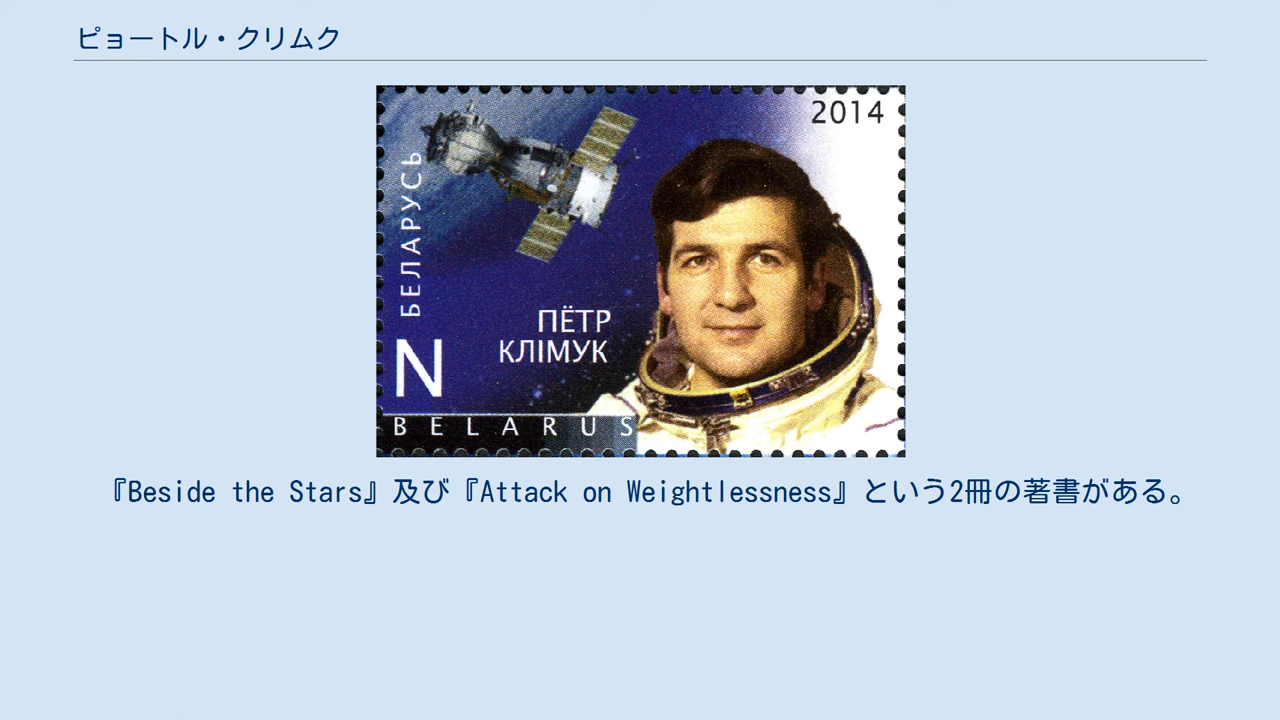 ピョートル・クリムク
2014
БЕЛАРУСЬ
ПЁТР
КЛІМУК
N
BELARUS
『Beside the Stars』及び『Attack on Weightlessness』という2冊の著書がある。